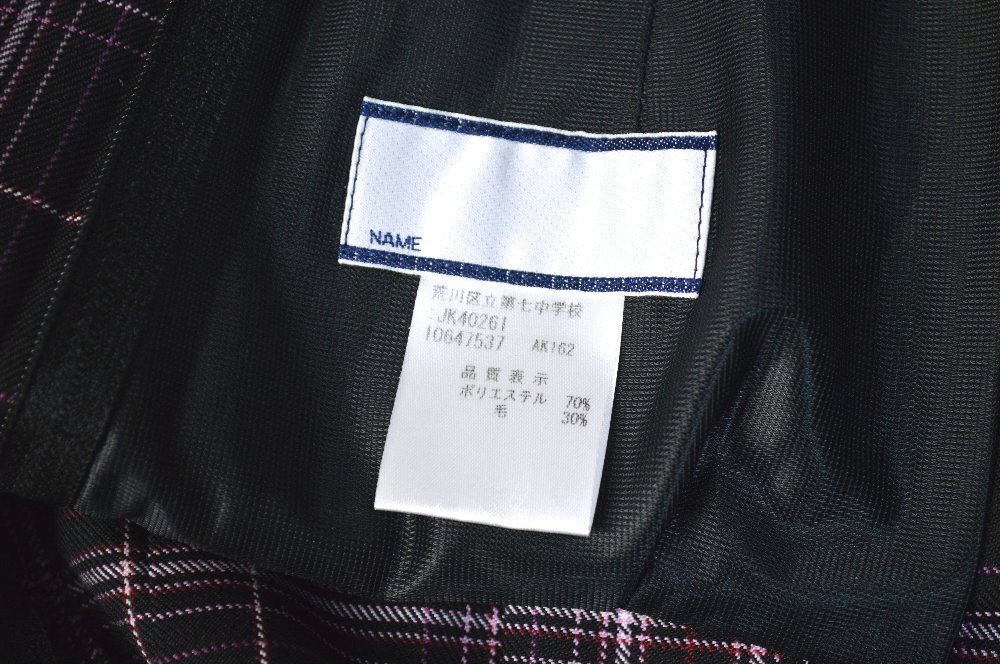 NAME
荒川区立第七中学校
JK40261
10647537 AK162
品質表示
ポリエステル 70%
毛 30%